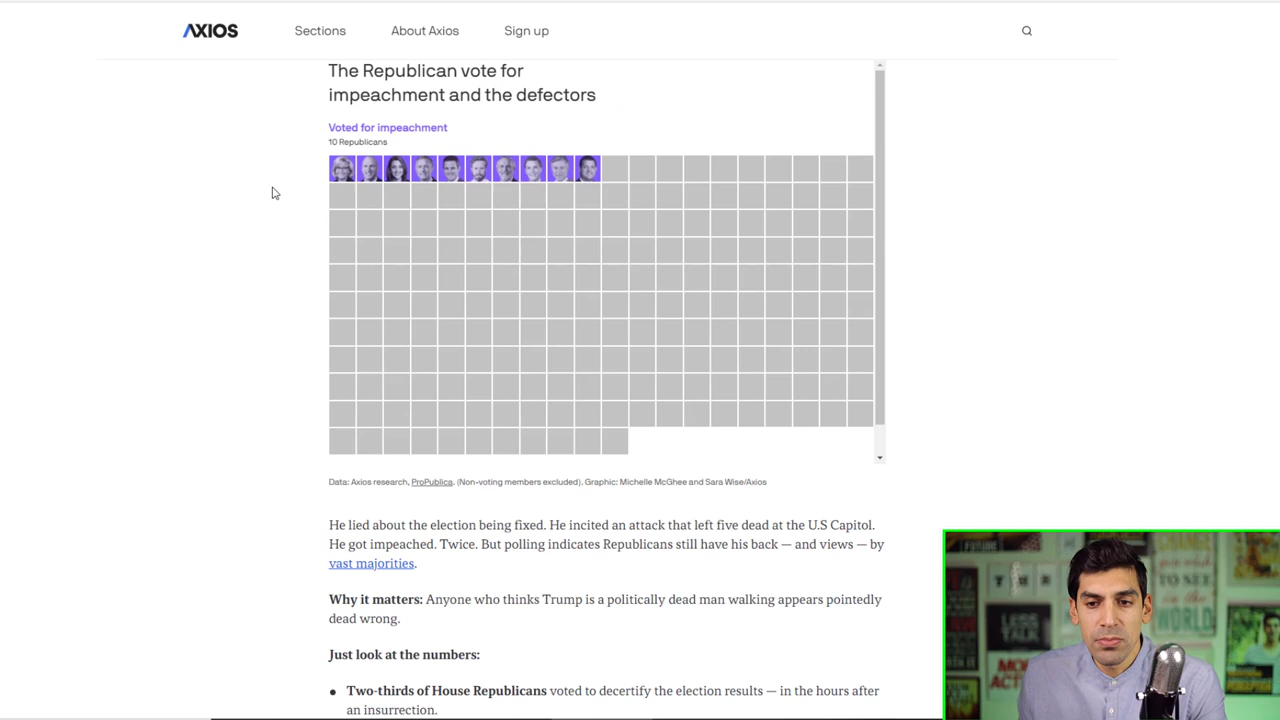 AXIOS
Sections
About Axios
Sign up
The Republican vote for
impeachment and the defectors
Voted for impeachment
10 Republicans
Data: Axios research, ProPublica. (Non-voting members excluded). Graphic: Michelle McGhee and Sara Wise/Axios
He lied about the election being fixed. He incited an attack that left five dead at the U.S Capitol.
He got impeached. Twice. But polling indicates Republicans still have his back — and views — by
vast majorities.
Why it matters: Anyone who thinks Trump is a politically dead man walking appears pointedly
dead wrong.
Just look at the numbers:
• Two-thirds of House Republicans voted to decertify the election results — in the hours after
an insurrection.
LESS
TALK
WORLD